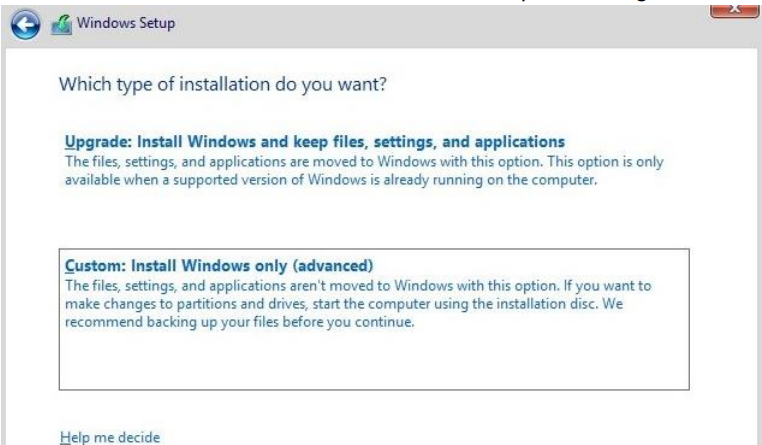 Windows Setup
Which type of installation do you want?
Upgrade: Install Windows and keep files, settings, and applications
The files, settings, and applications are moved to Windows with this option. This option is only
available when a supported version of Windows is already running on the computer.
Custom: Install Windows only (advanced)
The files, settings, and applications aren't moved to Windows with this option. If you want to
make changes to partitions and drives, start the computer using the installation disc. We
recommend backing up your files before you continue.
Help me decide